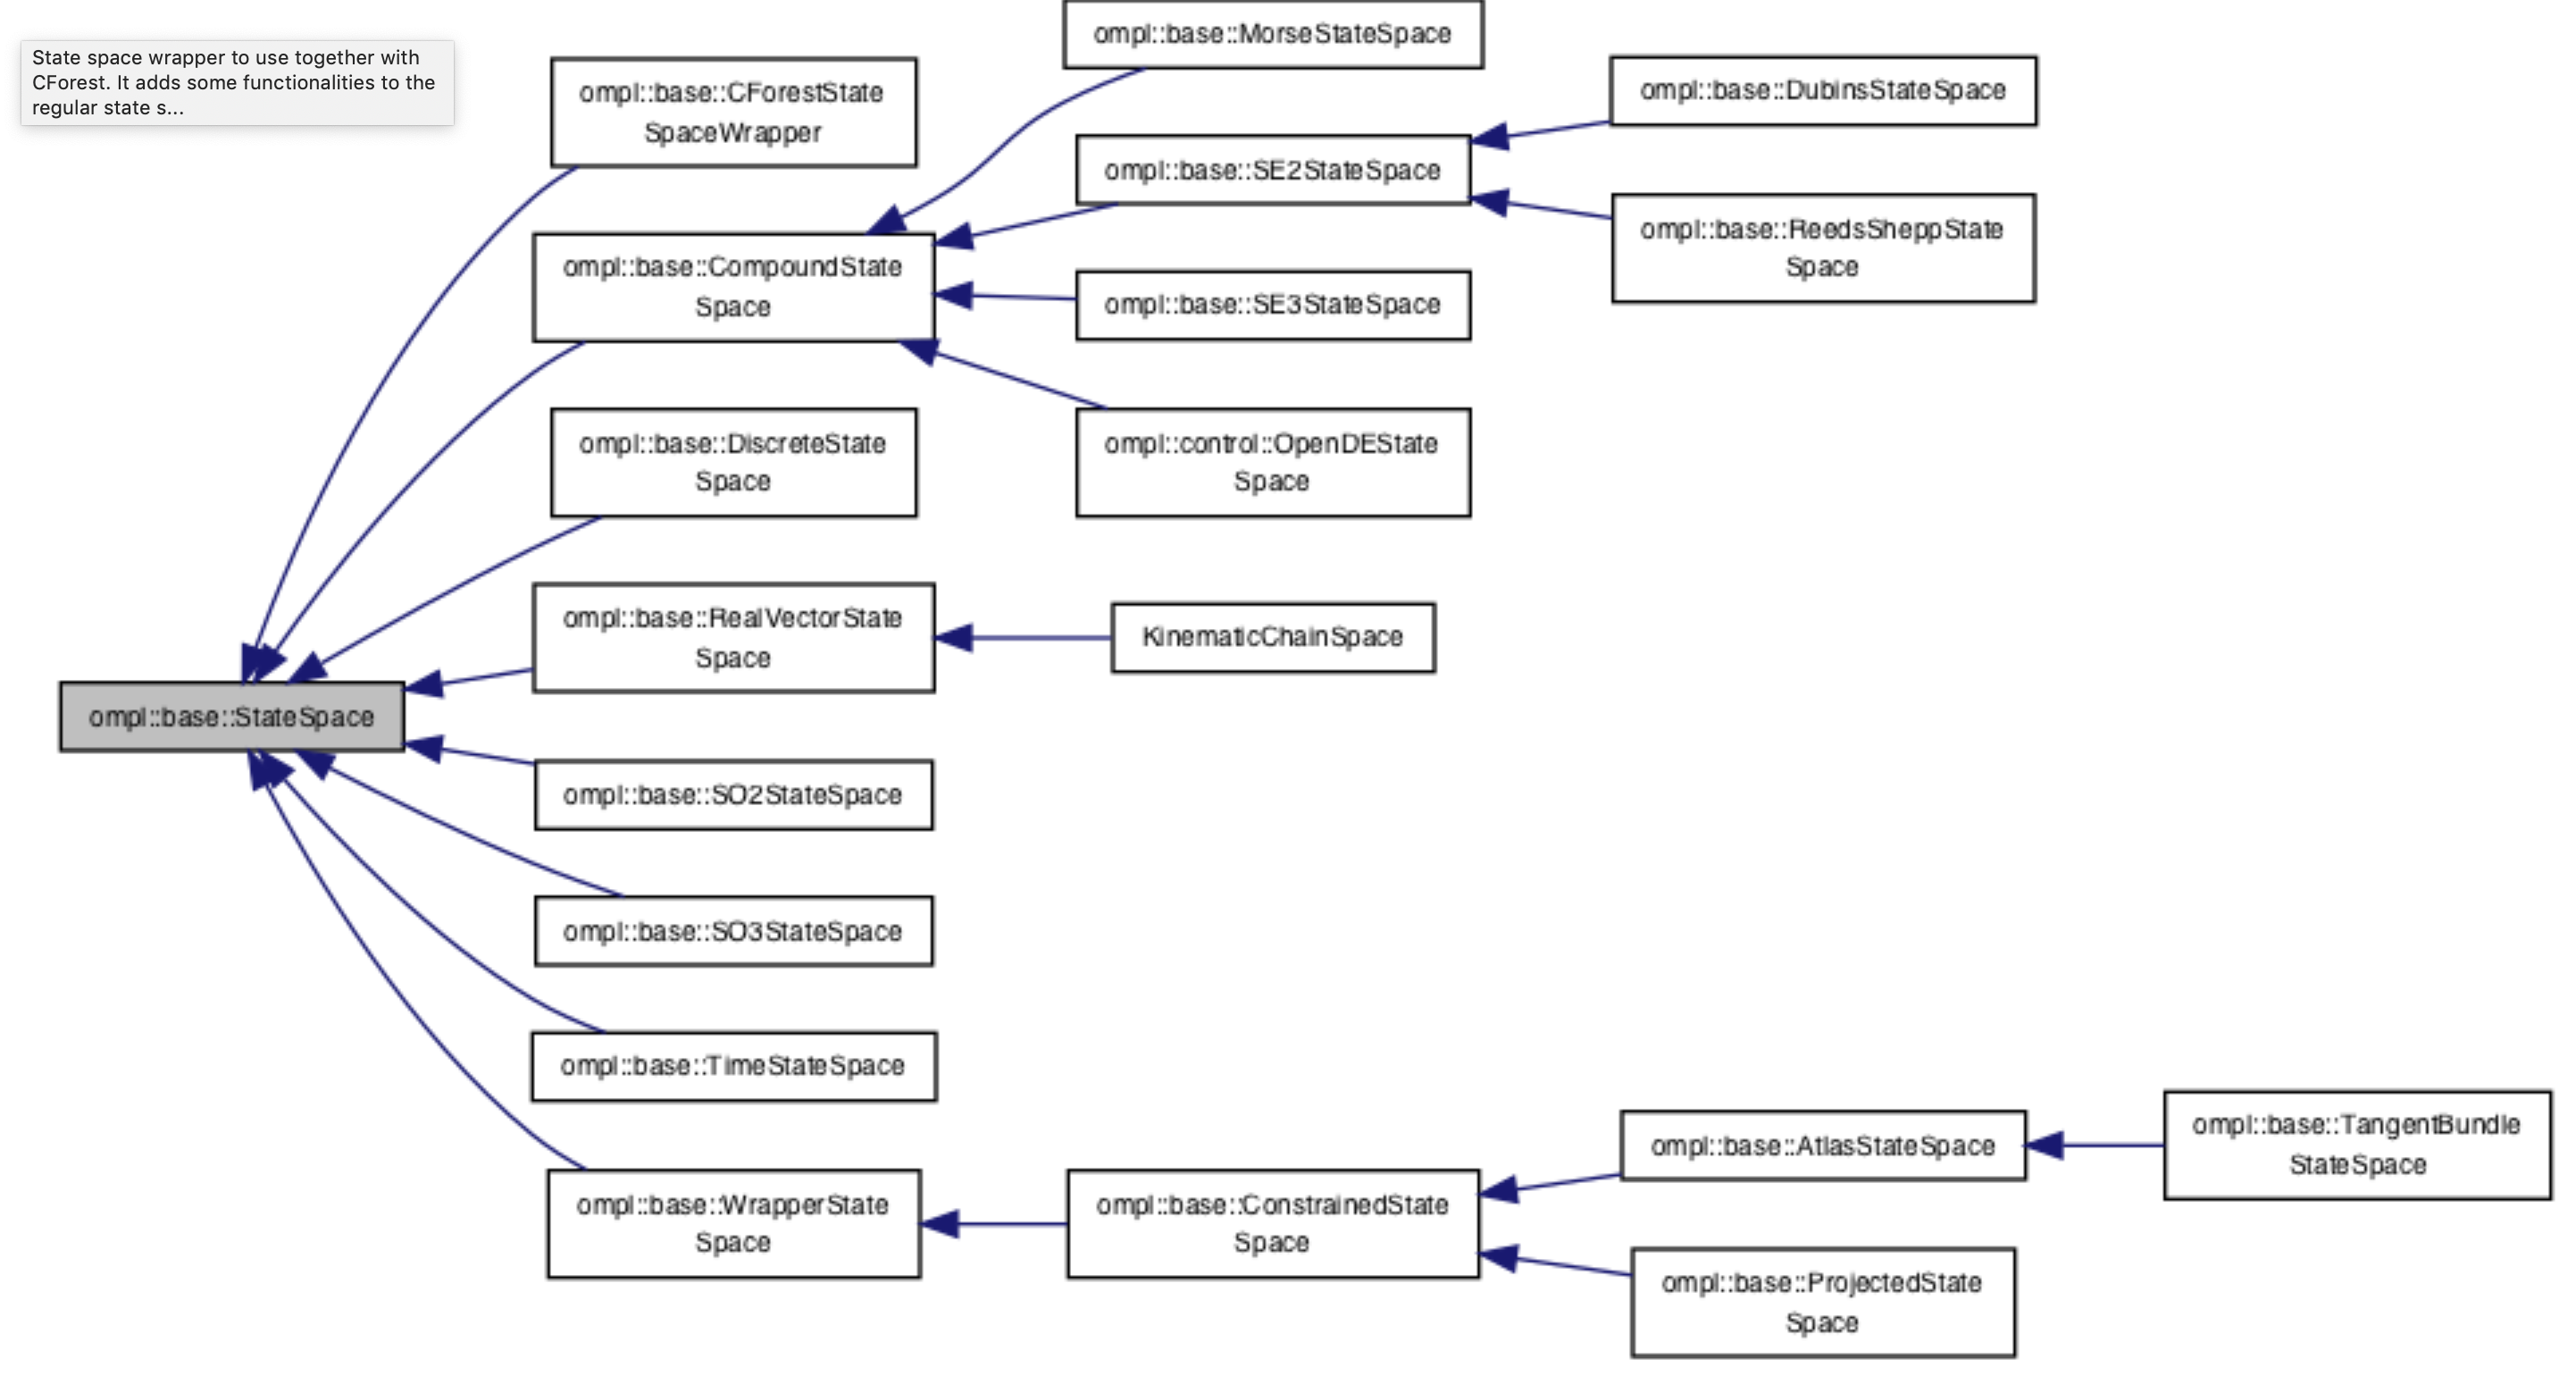 State space wrapper to use together with
CForest. It adds some functionalities to the
regular state s...
ompl::base::MorseStateSpace
ompl::base::CForestState
SpaceWrapper
ompl::base::DubinsStateSpace
ompl::base::SE2StateSpace
ompl::base::ReedsSheppState
Space
ompl::base::CompoundState
Space
ompl::base::SE3StateSpace
ompl::base::DiscreteState
Space
ompl::control::OpenDEState
Space
ompl::base::RealVectorState
Space
KinematicChainSpace
ompl::base::StateSpace
ompl::base::SO2StateSpace
ompl::base::SO3StateSpace
ompl::base::TimeStateSpace
ompl::base::WrapperState
Space
ompl::base::ConstrainedState
Space
ompl::base::AtlasStateSpace
ompl::base::TangentBundle
StateSpace
ompl::base::ProjectedState
Space